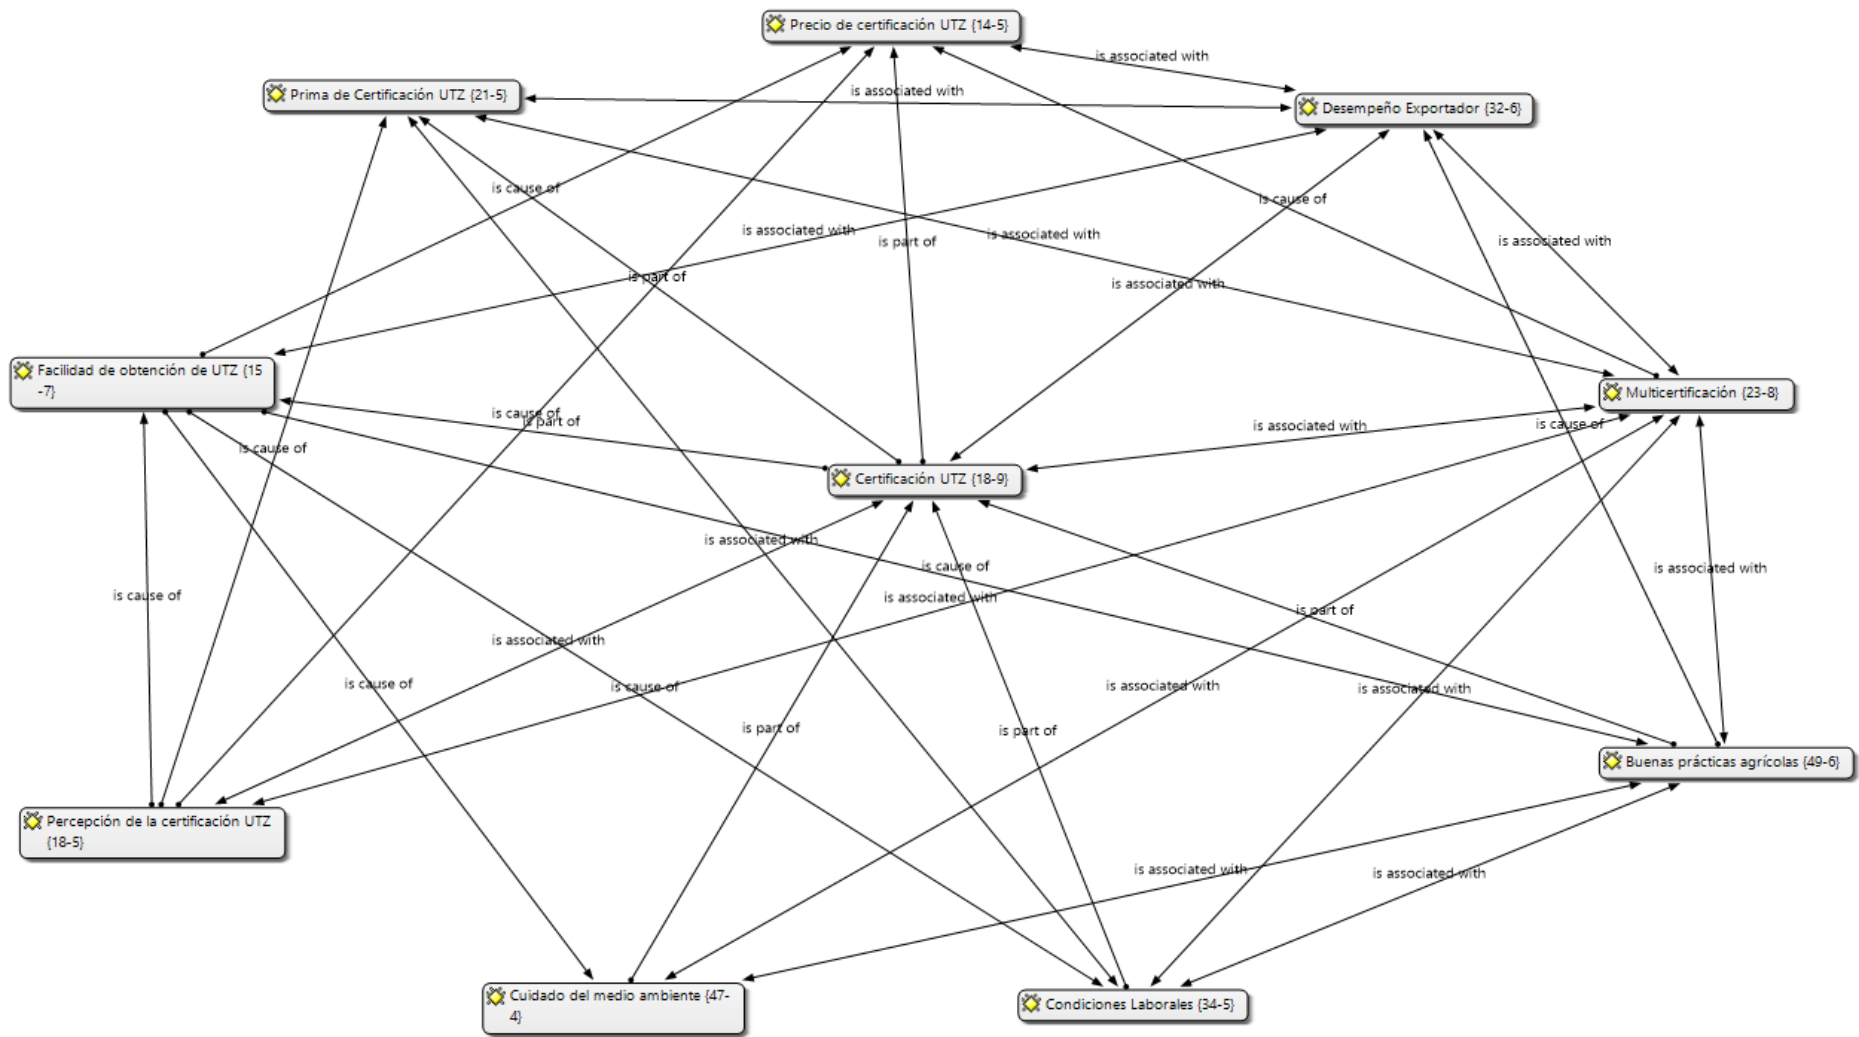 Precio de certificación UTZ {14-5}
is associated with
Prima de Certificación UTZ {21-5}
is associated with
Desempeño Exportador {32-6}
is cause of
is cause of
is associated with
is part of
is associated with
is associated with
is part of
is associated with
Facilidad de obtención de UTZ {15
-7}
Multicertificación {23-8}
is cause of
is part of
is associated with
is cause of
is cause of
Certificación UTZ {18-9}
is associated with
is cause of
is associated with
is cause of
is associated with
is part of
is associated with
is cause of
is cause of
is associated with
is associated with
is part of
is part of
Buenas prácticas agrícolas {49-6}
Percepción de la certificación UTZ
{18-5}
is associated with
is associated with
Cuidado del medio ambiente {47-
4}
Condiciones Laborales {34-5}